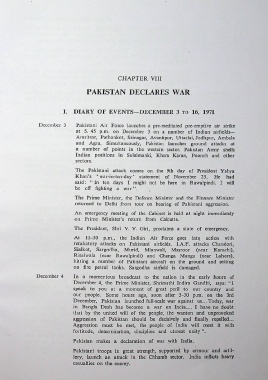 CHAPTER VIII
PAKISTAN DECLARES WAR
I. DIARY OF EVENTS—DECEMBER 3 TO 16, 1971
December 3 Pakistani Air Force launches a pre-meditated pre-emptive air strike
at 5.45 p.m. on December 3 on a number of Indian airfields—
Amritsar, Pathankot, Srinagar, Avantipur, Uttarlai, Jodhpur, Ambala
and Agra. Simultaneously, Pakistan launches ground attacks at
a number of points in the western sector. Pakistan Army shells
Indian positions in Sulaimanki, Khem Karan, Poonch and other
sectors.
The Pakistani attack comes on the 9th day of President Yahya
Khan's statement of November 25. He had
said: "In ten days I might not be here in Rawalpindi. I will
be off fighting a war".
The Prime Minister, the Defence Minister and the Finance Minister
returned to Delhi from tour on hearing of Pakistani aggression.
An emergency meeting of the Cabinet is held at night immediately
on Prime Minister's return from Calcutta.
The President, Shri V. V. Giri, proclaims a state of emergency.
At 11-30 p.m., the Indian Air Force goes into action with
retaliatory attacks on Pakistani airfields. I.A.F. attacks Chanderi,
Sialkot, Sargodha, Murid, Mianwali, Masroor (near Karachi),
Risalwala (near Rawalpindi) and Changa Manga (near Lahore),
hitting a number of Pakistani aircraft on the ground and setting
on fire petrol tanks. Sargodha airfield is damaged.
December 4 In a momentous broadcast to the nation in the early hours of
December 4, the Prime Minister, Shrimathi Indira Gandhi, says: "I
speak to you at a moment of great peril to our country and
our people. Some hours ago, soon after 5-30 p.m. on the 3rd
December, Pakistan launched full-scale war against us... Today, war
in Bangla Desh has become a war on India.... I have no doubt
that by the united will of the people, the wanton and unprovoked
aggression of Pakistan should be decisively and finally repelled...
Aggression must be met, the people of India will meet it with
fortitude, determination, discipline and utmost unity".
Pakistan makes a declaration of war with India.
Pakistani troops in great strength, supported by armour and artil-
lery, launch an attack in the Chhamb sector. India inflicts heavy
casualties on the enemy.